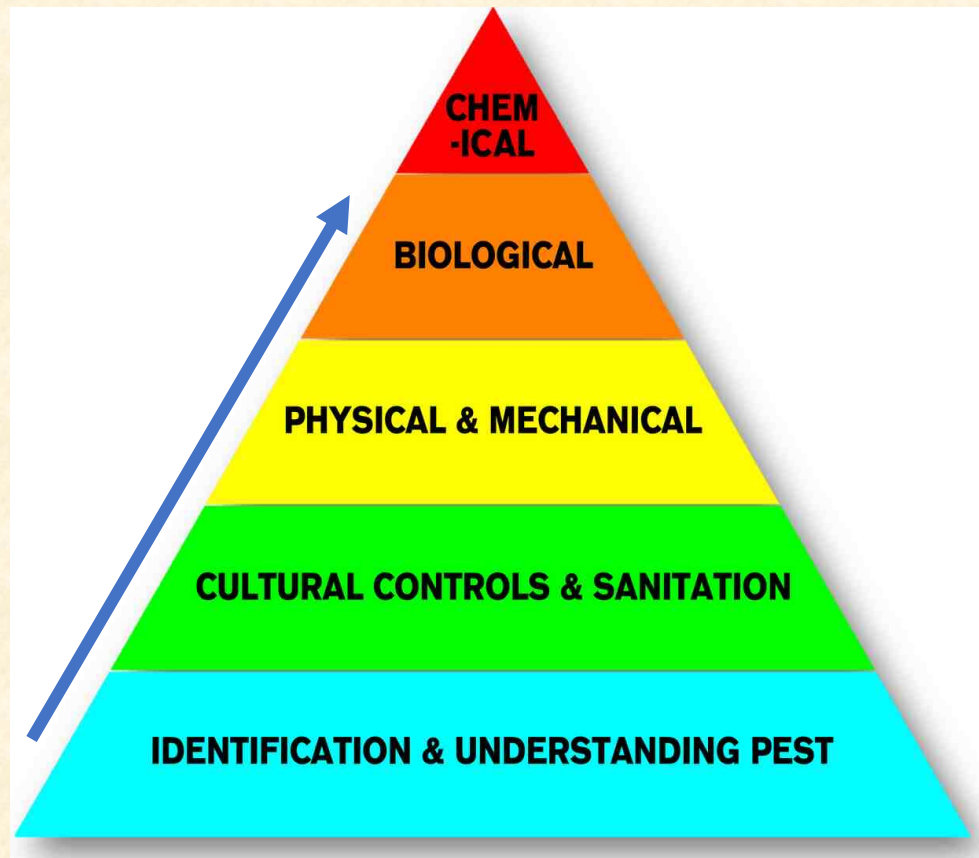 CHEM
-ICAL
BIOLOGICAL
PHYSICAL & MECHANICAL
CULTURAL CONTROLS & SANITATION
IDENTIFICATION & UNDERSTANDING PEST